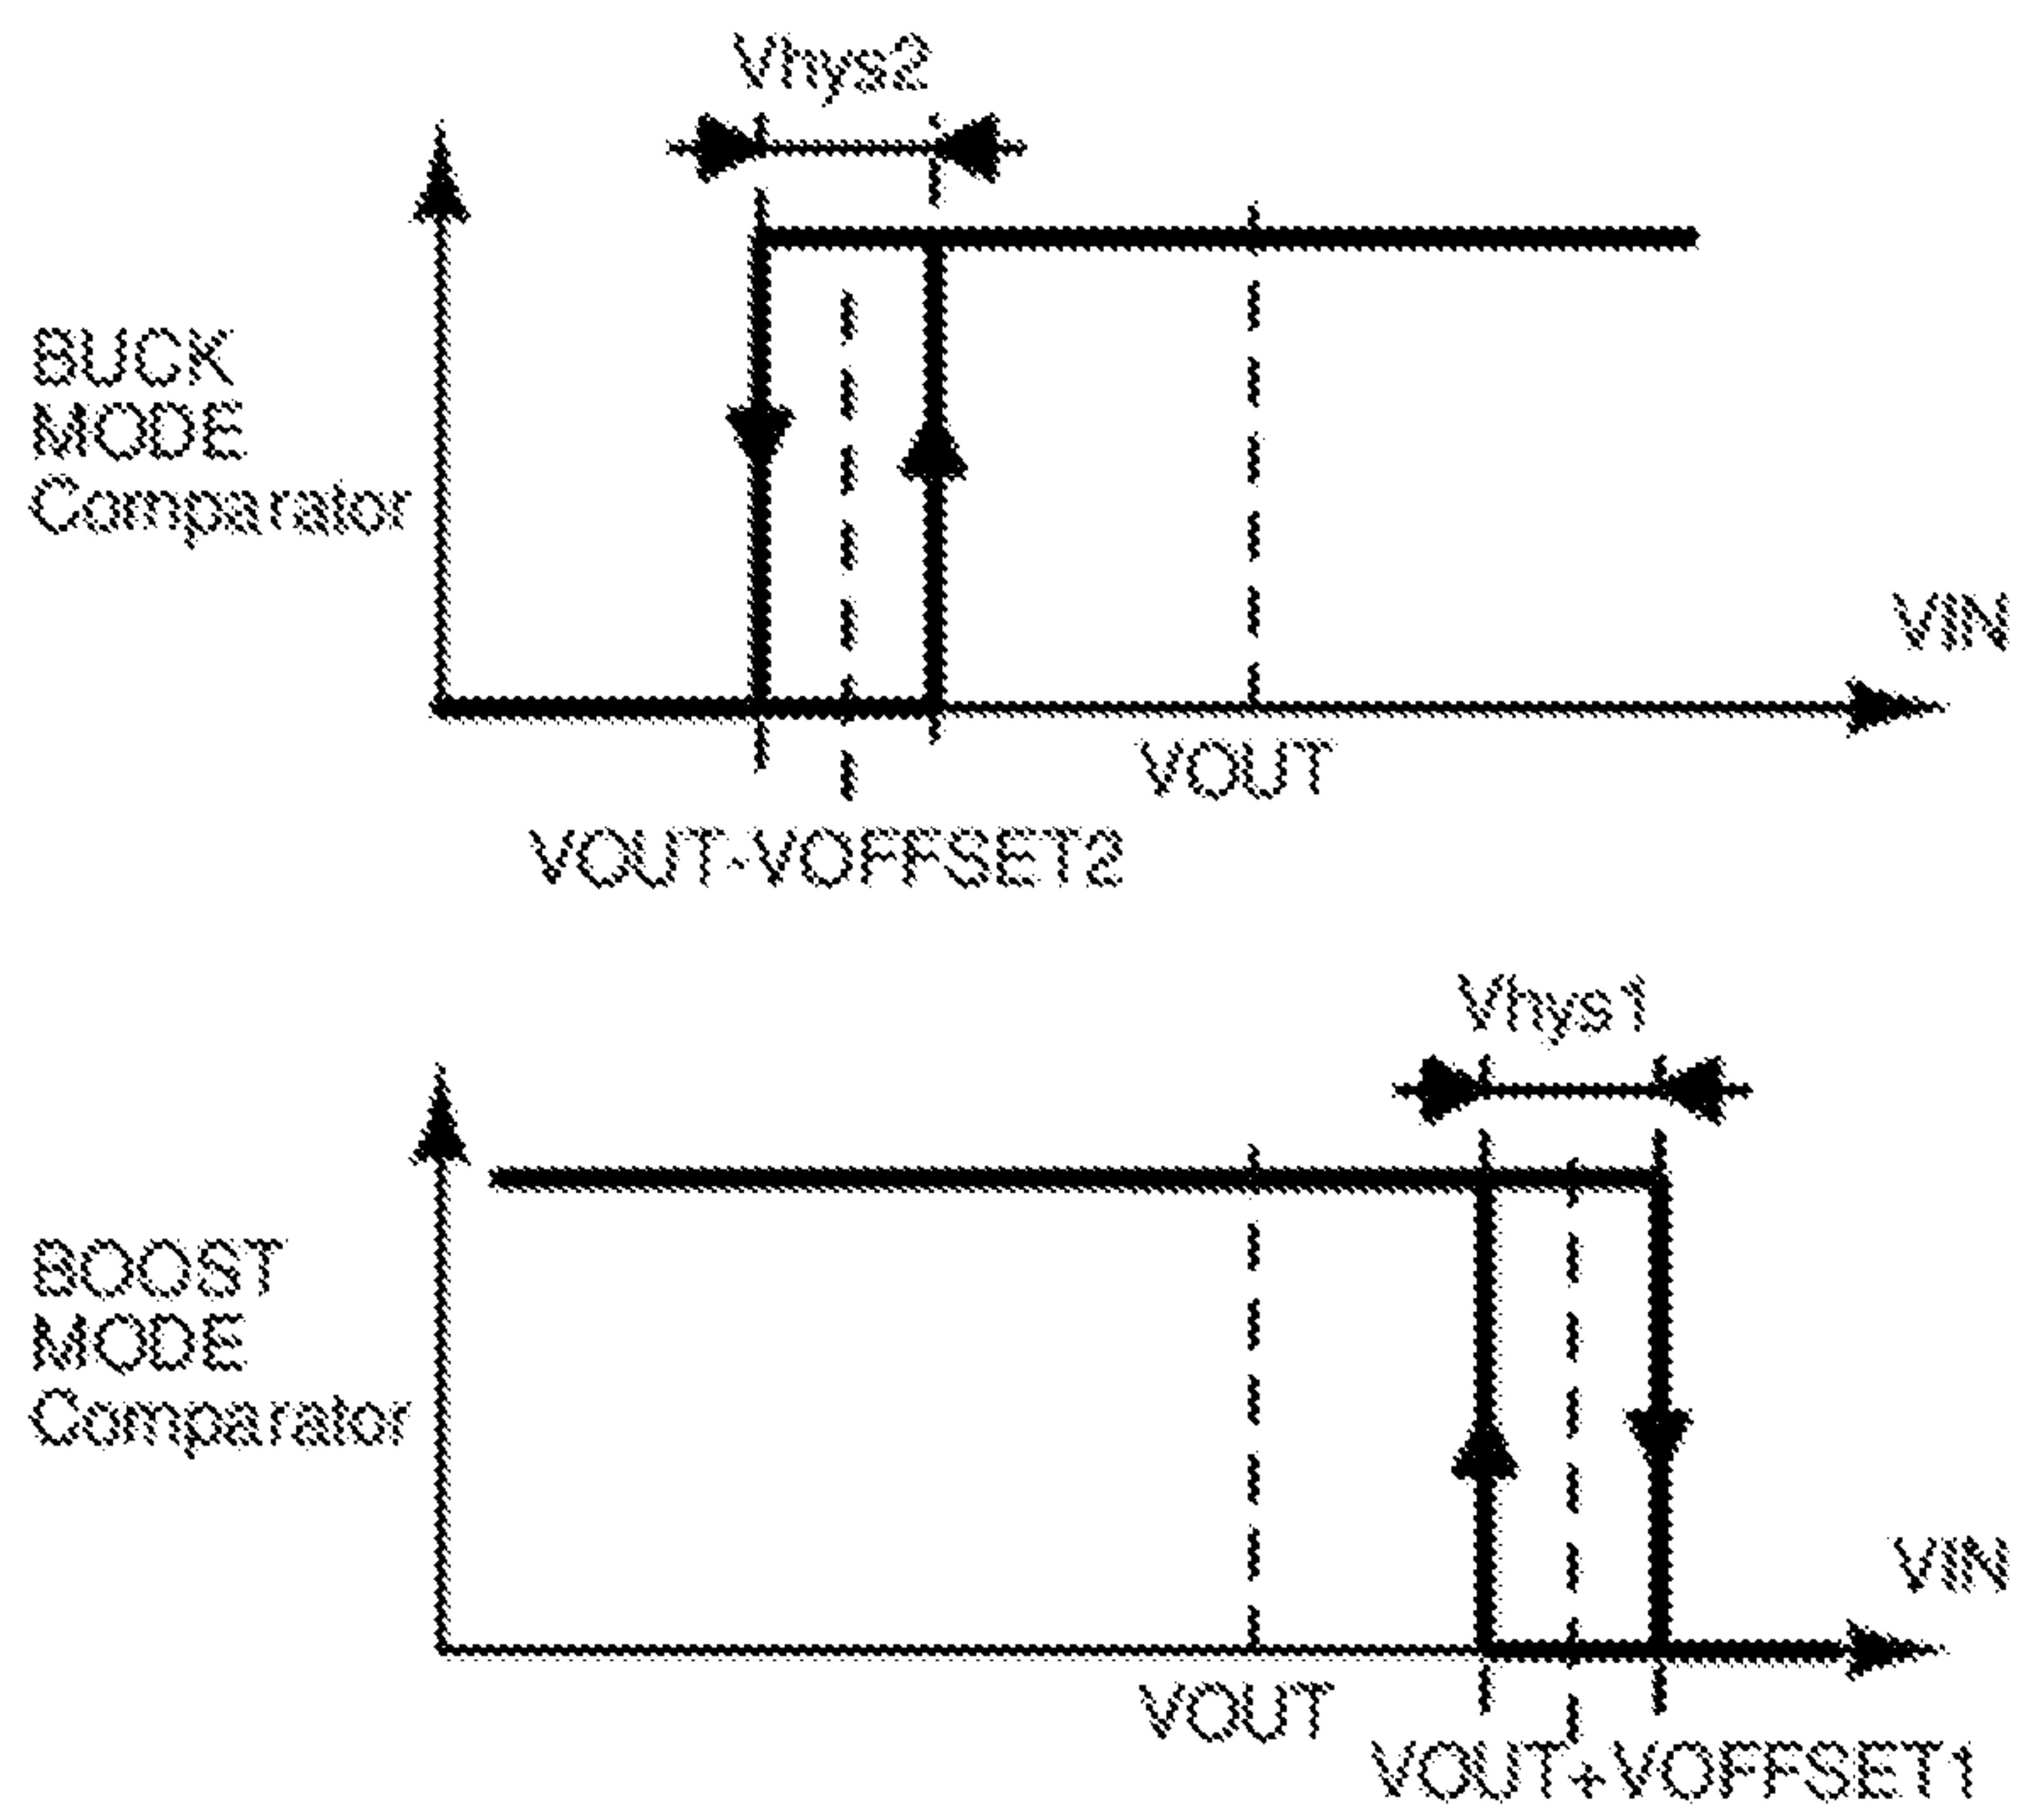 Vhys2
BUCK
MODE
Comparator
VIN
VOUT
VOUT-VOFFSET2
Vhys1
BOOST
MODE
Comparator
VIN
VOUT
VOUT+VOFFSET1